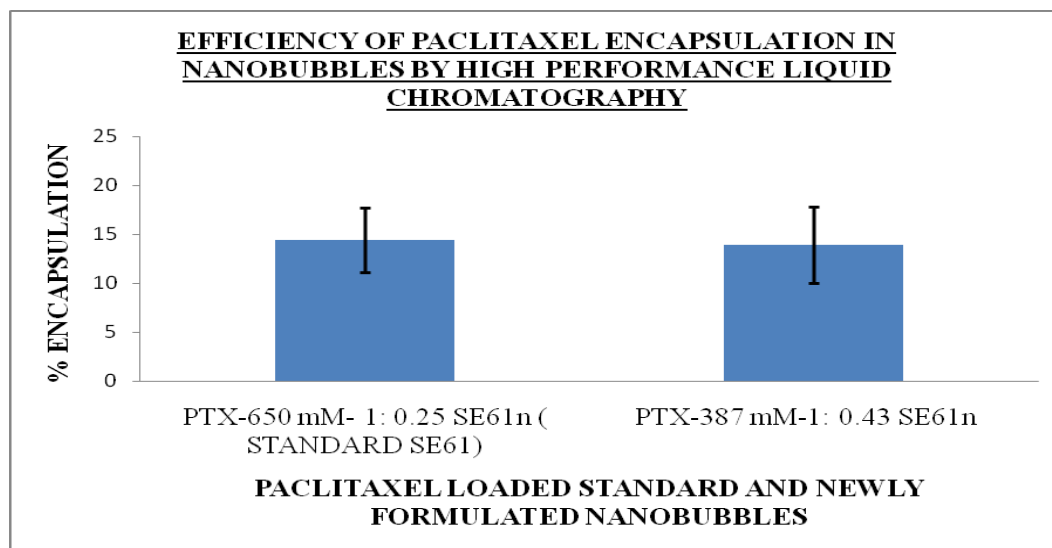 EFFICIENCY OF PACLITAXEL ENCAPSULATION IN
NANOBUBBLES BY HIGH PERFORMANCE LIQUID
CHROMATOGRAPHY
% ENCAPSULATION
25
20
15
10
5
0
PTX-650 mM- 1: 0.25 SE61n (
STANDARD SE61)
PTX-387 mM-1: 0.43 SE61n
PACLITAXEL LOADED STANDARD AND NEWLY
FORMULATED NANOBUBBLES